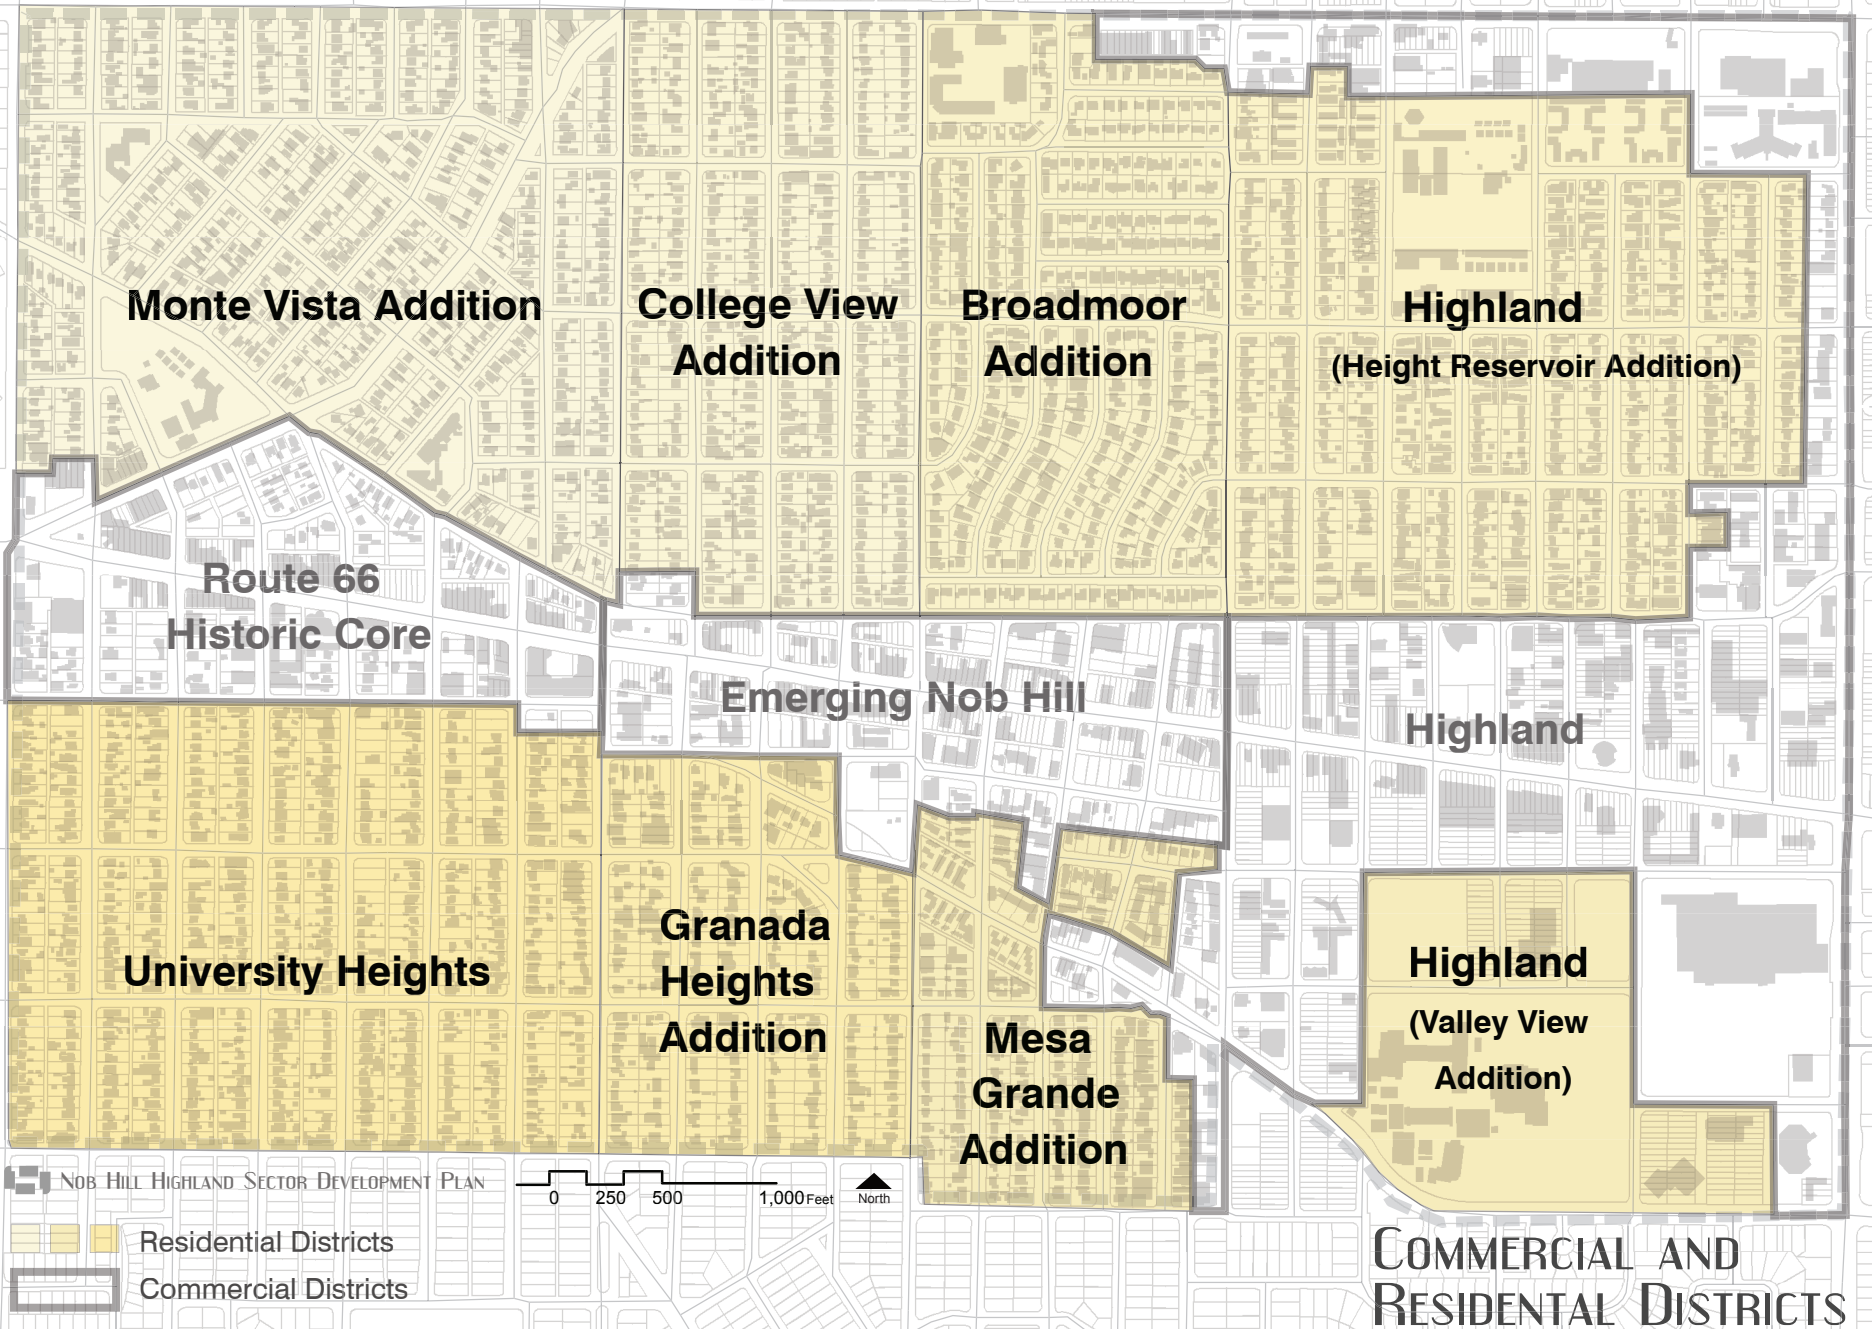 Monte Vista Addition
College View
Addition
Broadmoor
Addition
Highland
(Height Reservoir Addition)
Route 66
Historic Core
Emerging Nob Hill
Highland
University Heights
Granada
Heights
Addition
Mesa
Grande
Addition
Highland
(Valley View
Addition)
NOB HILL HIGHLAND SECTOR DEVELOPMENT PLAN
0 250 500 1,000 Feet
North
Residential Districts
Commercial Districts
COMMERCIAL AND
RESIDENTAL DISTRICTS